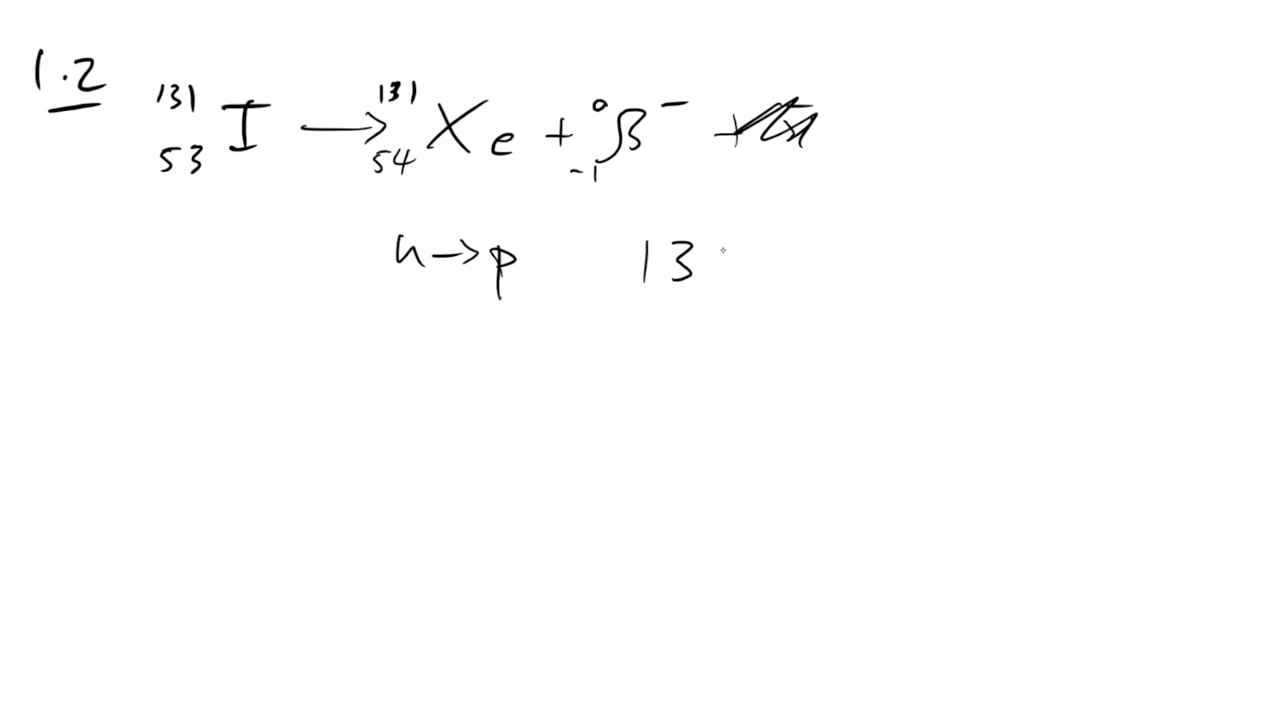 1.2 ¹³¹₅₃I → ¹³¹₅₄Xe + ⁰₋₁β⁻ +
n → p 13